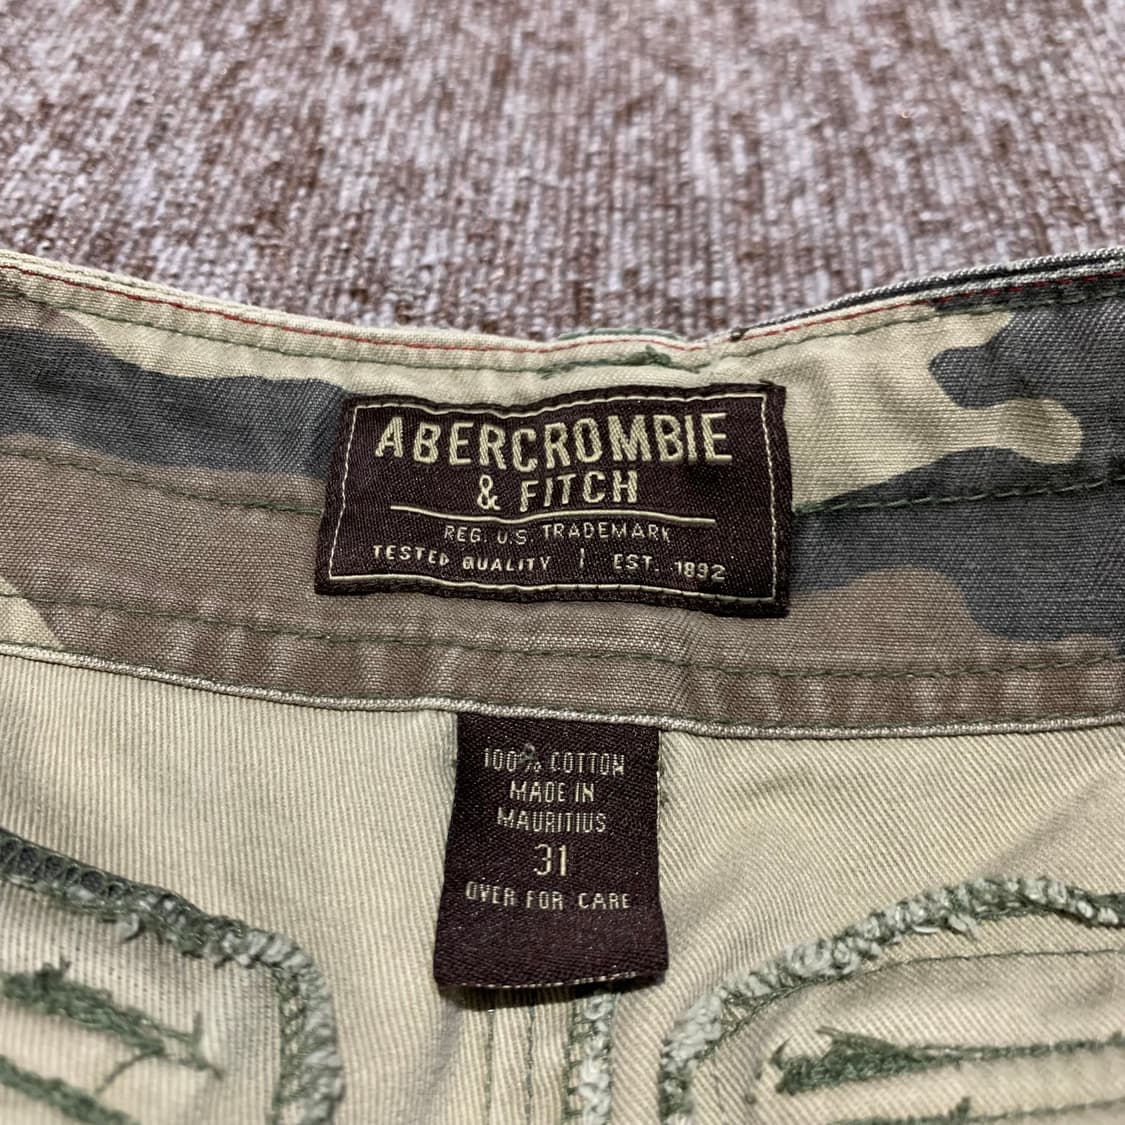 ABERCROMBIE
& FITCH
REG. U.S. TRADEMARK
TESTED QUALITY | EST. 1892
100% COTTON
MADE IN
MAURITIUS
31
OVER FOR CARE